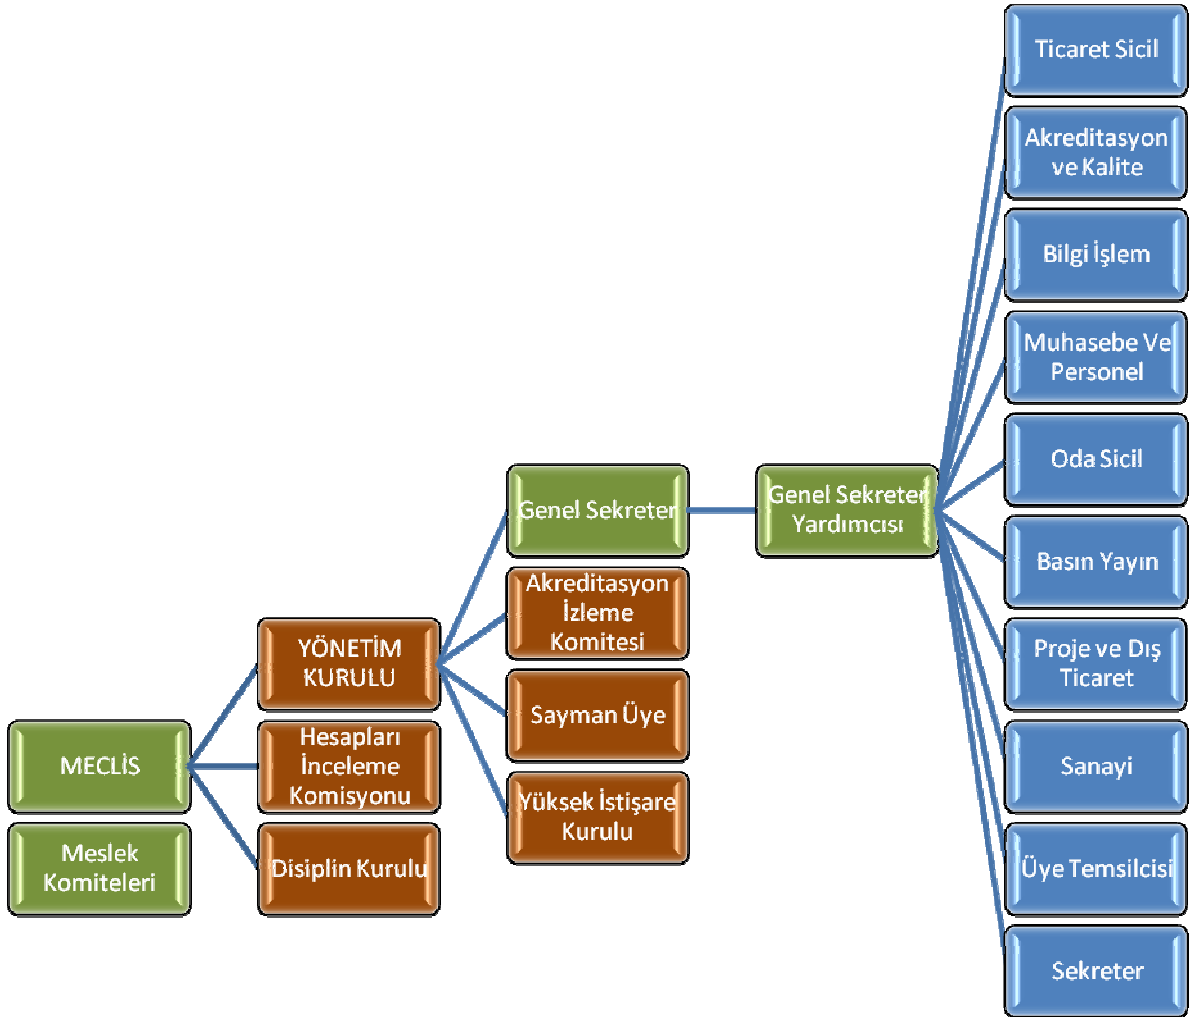 MECLİS
Meslek
Komiteleri
YÖNETİM
KURULU
Hesapları
İnceleme
Komisyonu
Disiplin Kurulu
Genel Sekreter
Akreditasyon
İzleme
Komitesi
Sayman Üye
Yüksek İstişare
Kurulu
Genel Sekreter
Yardımcısı
Ticaret Sicil
Akreditasyon
ve Kalite
Bilgi İşlem
Muhasebe Ve
Personel
Oda Sicil
Basın Yayın
Proje ve Dış
Ticaret
Sanayi
Üye Temsilcisi
Sekreter